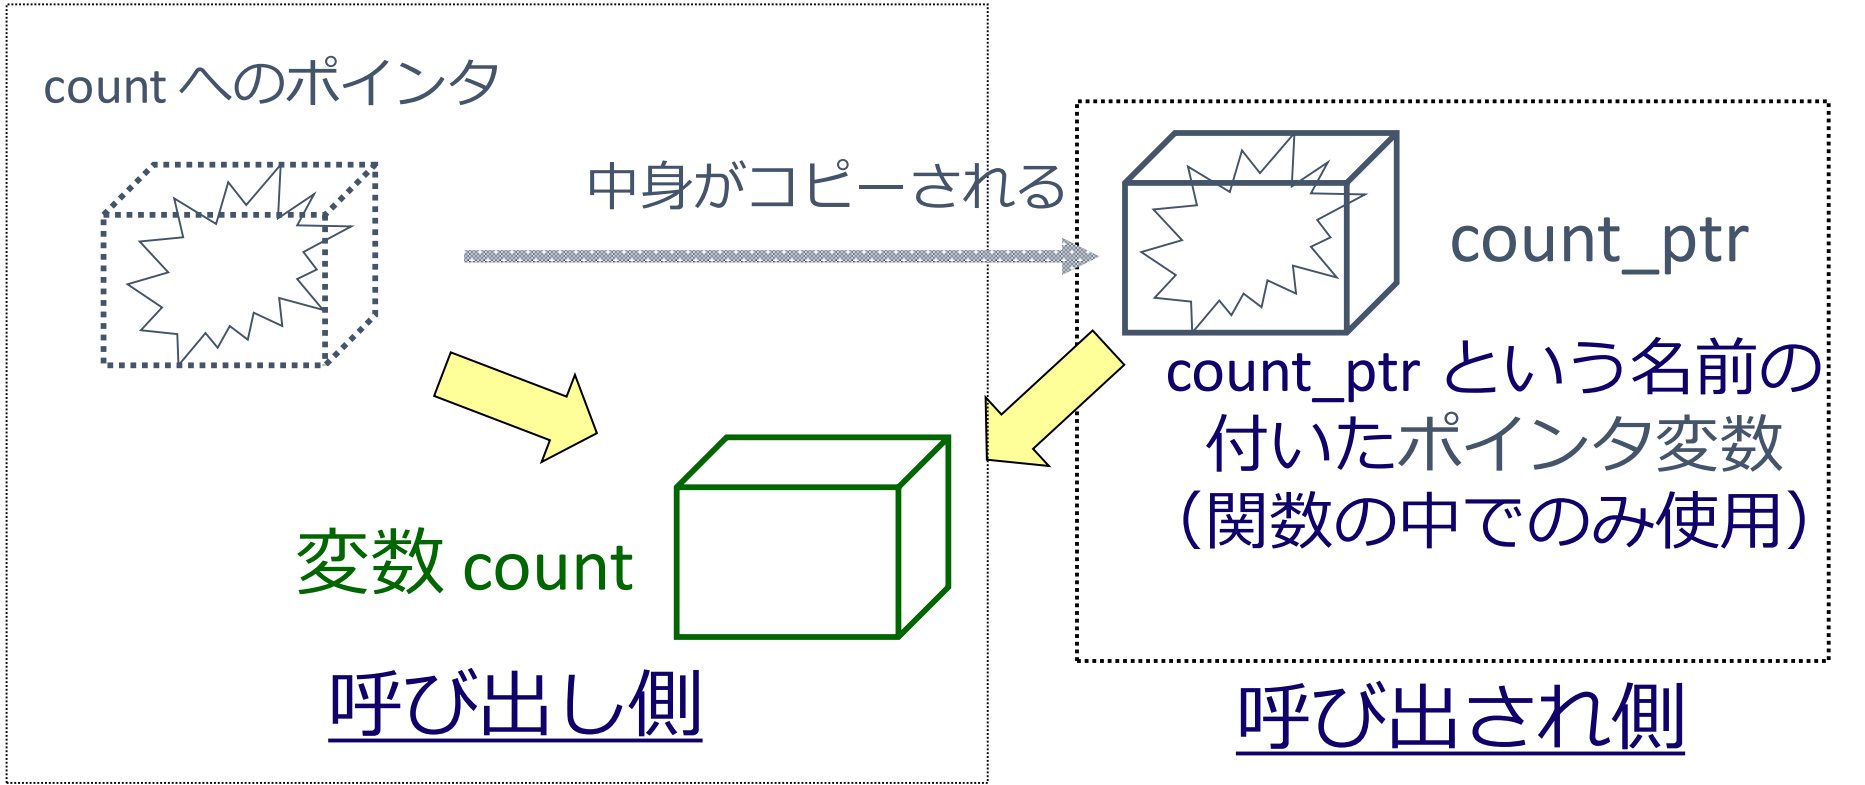 count へのポインタ
中身がコピーされる
count_ptr
count_ptr という名前の
付いたポインタ変数
（関数の中でのみ使用）
変数 count
呼び出し側
呼び出され側